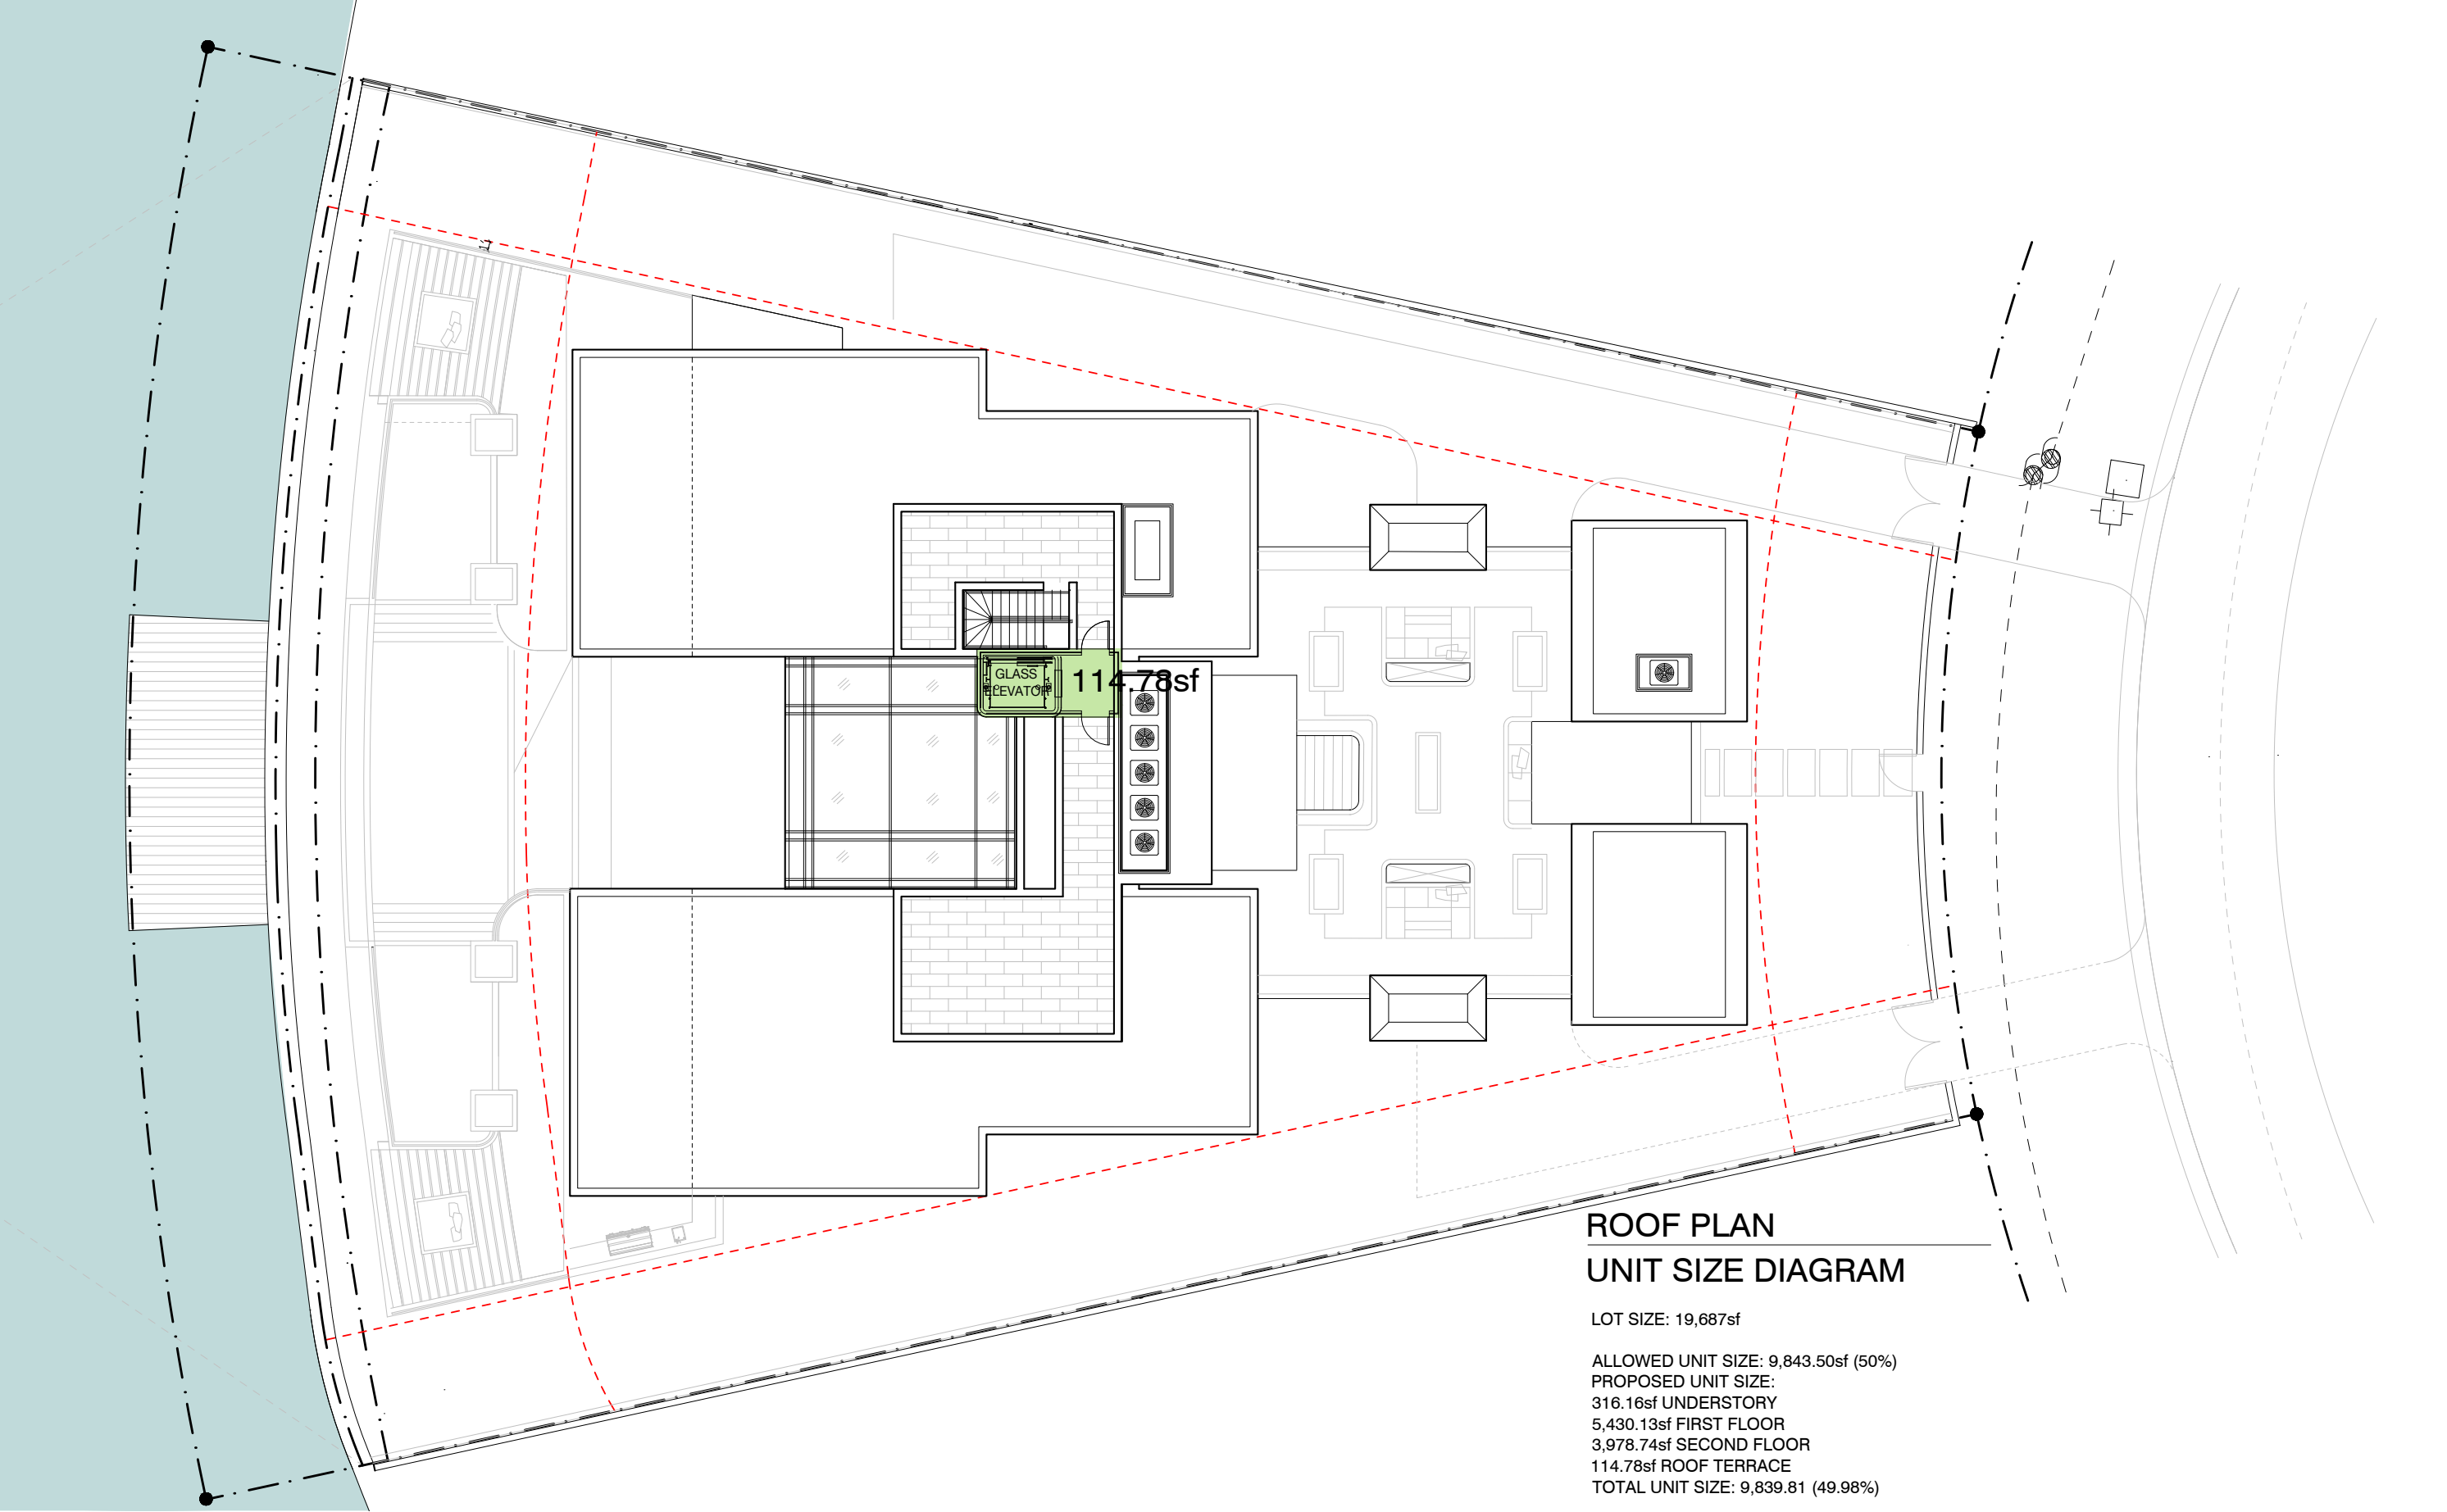 GLASS
ELEVATOR
114.78sf
ROOF PLAN
UNIT SIZE DIAGRAM
LOT SIZE: 19,687sf
ALLOWED UNIT SIZE: 9,843.50sf (50%)
PROPOSED UNIT SIZE:
316.16sf UNDERSTORY
5,430.13sf FIRST FLOOR
3,978.74sf SECOND FLOOR
114.78sf ROOF TERRACE
TOTAL UNIT SIZE: 9,839.81 (49.98%)